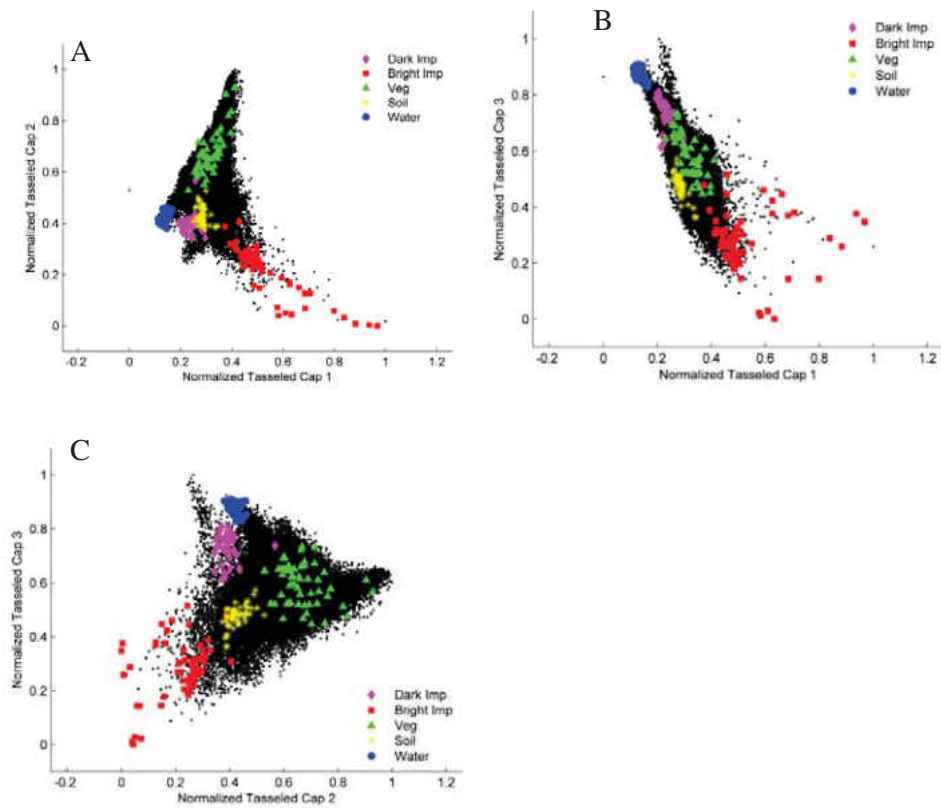 A
Dark Imp
Bright Imp
Veg
Soil
Water
1
0.8
0.6
0.4
0.2
0
-0.2 0 0.2 0.4 0.6 0.8 1 1.2
Normalized Tasseled Cap 2
Normalized Tasseled Cap 1
B
Dark Imp
Bright Imp
Veg
Soil
Water
1
0.8
0.6
0.4
0.2
0
-0.2 0 0.2 0.4 0.6 0.8 1 1.2
Normalized Tasseled Cap 3
Normalized Tasseled Cap 1
C
1
0.8
0.6
0.4
0.2
0
Dark Imp
Bright Imp
Veg
Soil
Water
-0.2 0 0.2 0.4 0.6 0.8 1 1.2
Normalized Tasseled Cap 3
Normalized Tasseled Cap 2